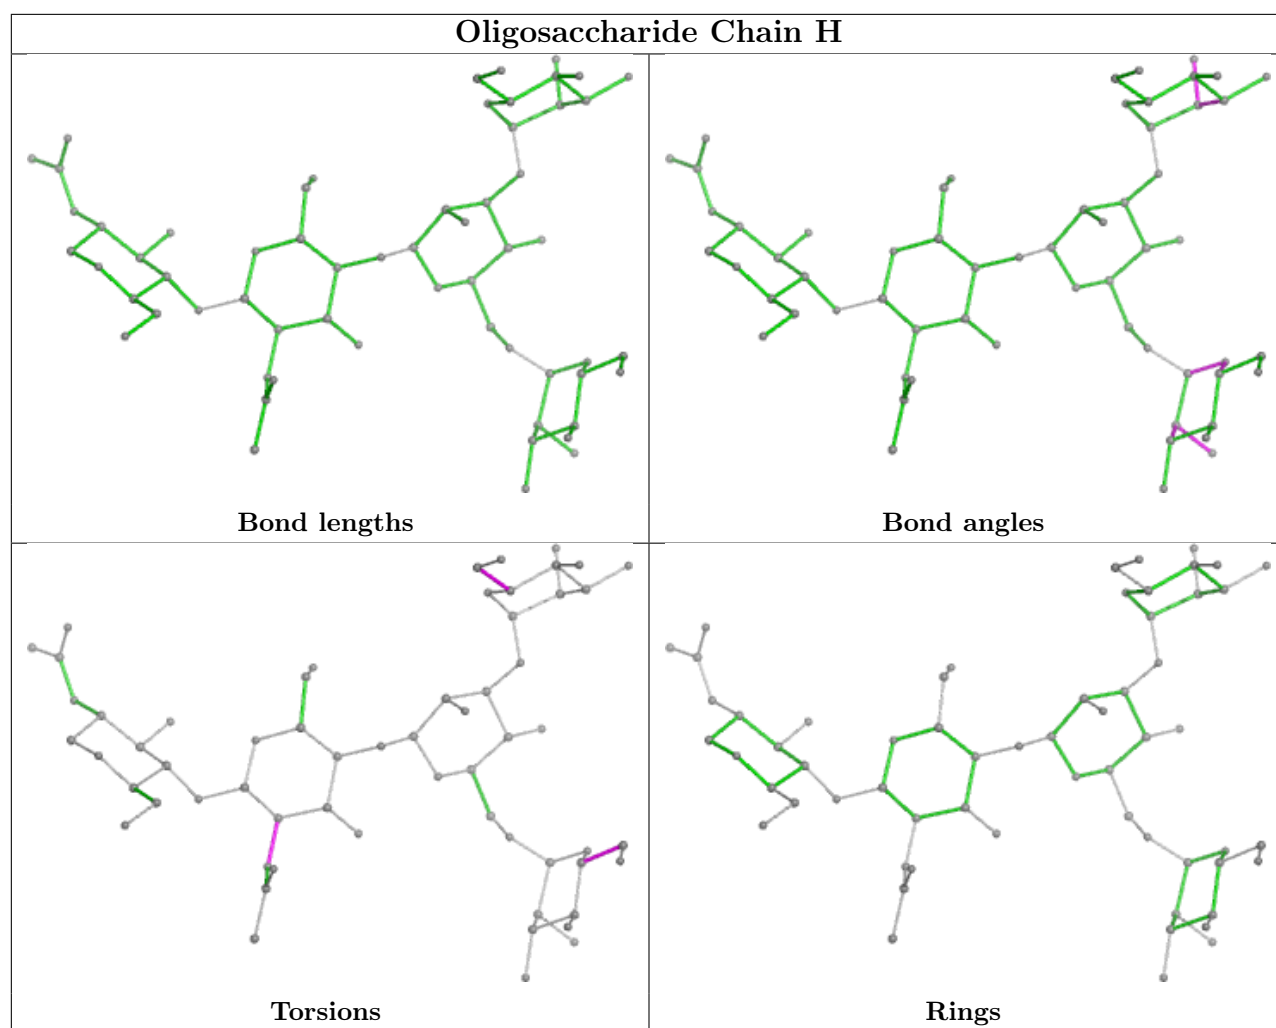 Oligosaccharide Chain H
Bond lengths
Bond angles
Torsions
Rings